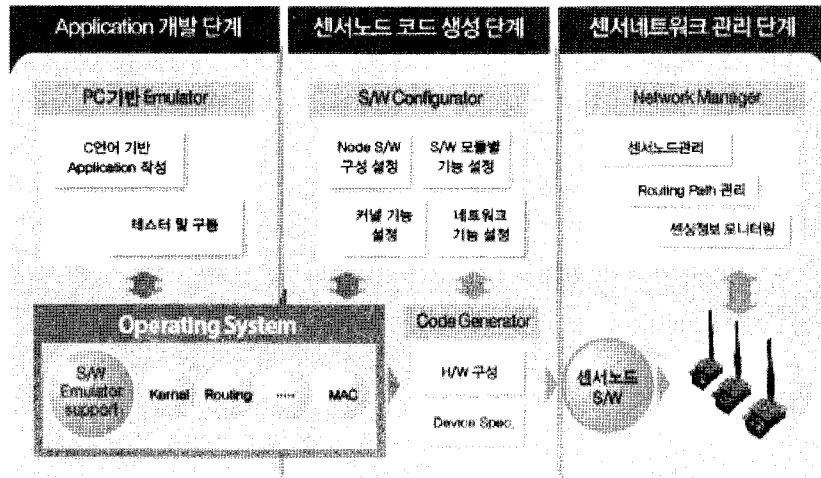 Application 개발 단계
센서노드 코드 생성 단계
센서네트워크 관리 단계
PC기반 Emulator
C언어 기반
Application 작성
테스터 및 구동
S/W Configurator
Node S/W
구성 설정
S/W 모듈별
기능 설정
커널 기능
설정
네트워크
기능 설정
Network Manager
센서노드관리
Routing Path 관리
센싱정보 모니터링
Operating System
S/W
Emulator
support
Kernal
Routing
.....
MAC
Code Generator
H/W 구성
Device Spec.
센서노드
S/W